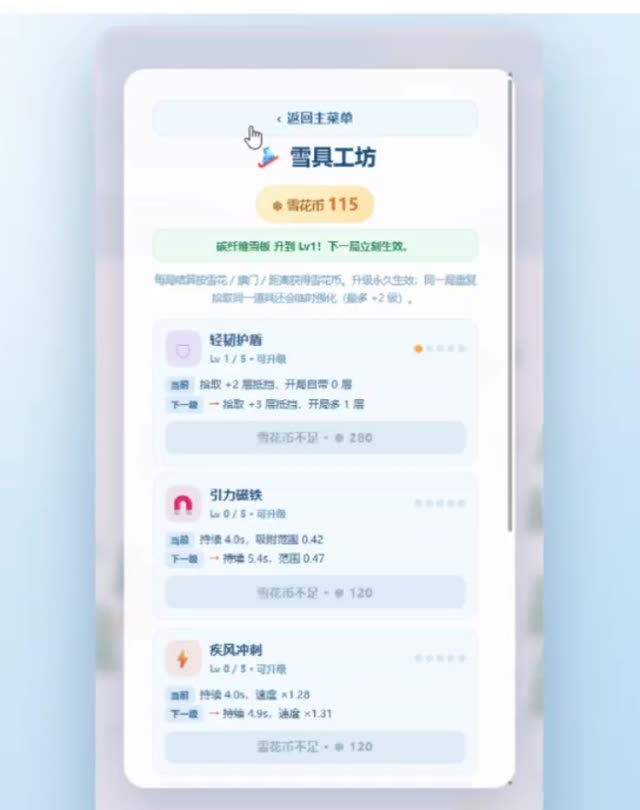 ‹ 返回主菜单
雪具工坊
雪花币 115
碳纤维雪板 升到 Lv1！下一局立刻生效。
每局结算按雪花 / 旗门 / 距离获得雪花币。升级永久生效；同一局重复
拾取同一道具还会临时强化（最多 +2 级）。
轻韧护盾
Lv 1 / 5 • 可升级
当前 拾取 +2 层抵挡，开局自带 0 层
下一级 → 拾取 +3 层抵挡，开局多 1 层
雪花币不足 • 280
引力磁铁
Lv 0 / 5 • 可升级
当前 持续 4.0s，吸附范围 0.42
下一级 → 持续 5.4s，范围 0.47
雪花币不足 • 120
疾风冲刺
Lv 0 / 5 • 可升级
当前 持续 4.0s，速度 ×1.28
下一级 → 持续 4.9s，速度 ×1.31
雪花币不足 • 120